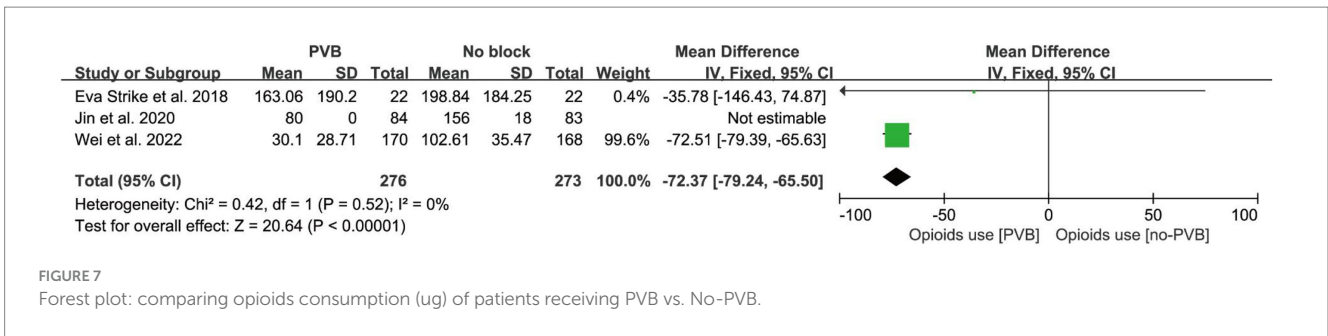 PVB No block Mean Difference Mean Difference
Study or Subgroup Mean SD Total Mean SD Total Weight IV, Fixed, 95% CI IV, Fixed, 95% CI
Eva Strike et al. 2018 163.06 190.2 22 198.84 184.25 22 0.4% -35.78 [-146.43, 74.87]
Jin et al. 2020 80 0 84 156 18 83 Not estimable
Wei et al. 2022 30.1 28.71 170 102.61 35.47 168 99.6% -72.51 [-79.39, -65.63]
Total (95% CI) 276 273 100.0% -72.37 [-79.24, -65.50]
Heterogeneity: Chi² = 0.42, df = 1 (P = 0.52); I² = 0%
Test for overall effect: Z = 20.64 (P < 0.00001)
-100 -50 0 50 100
Opioids use [PVB] Opioids use [no-PVB]
FIGURE 7
Forest plot: comparing opioids consumption (ug) of patients receiving PVB vs. No-PVB.